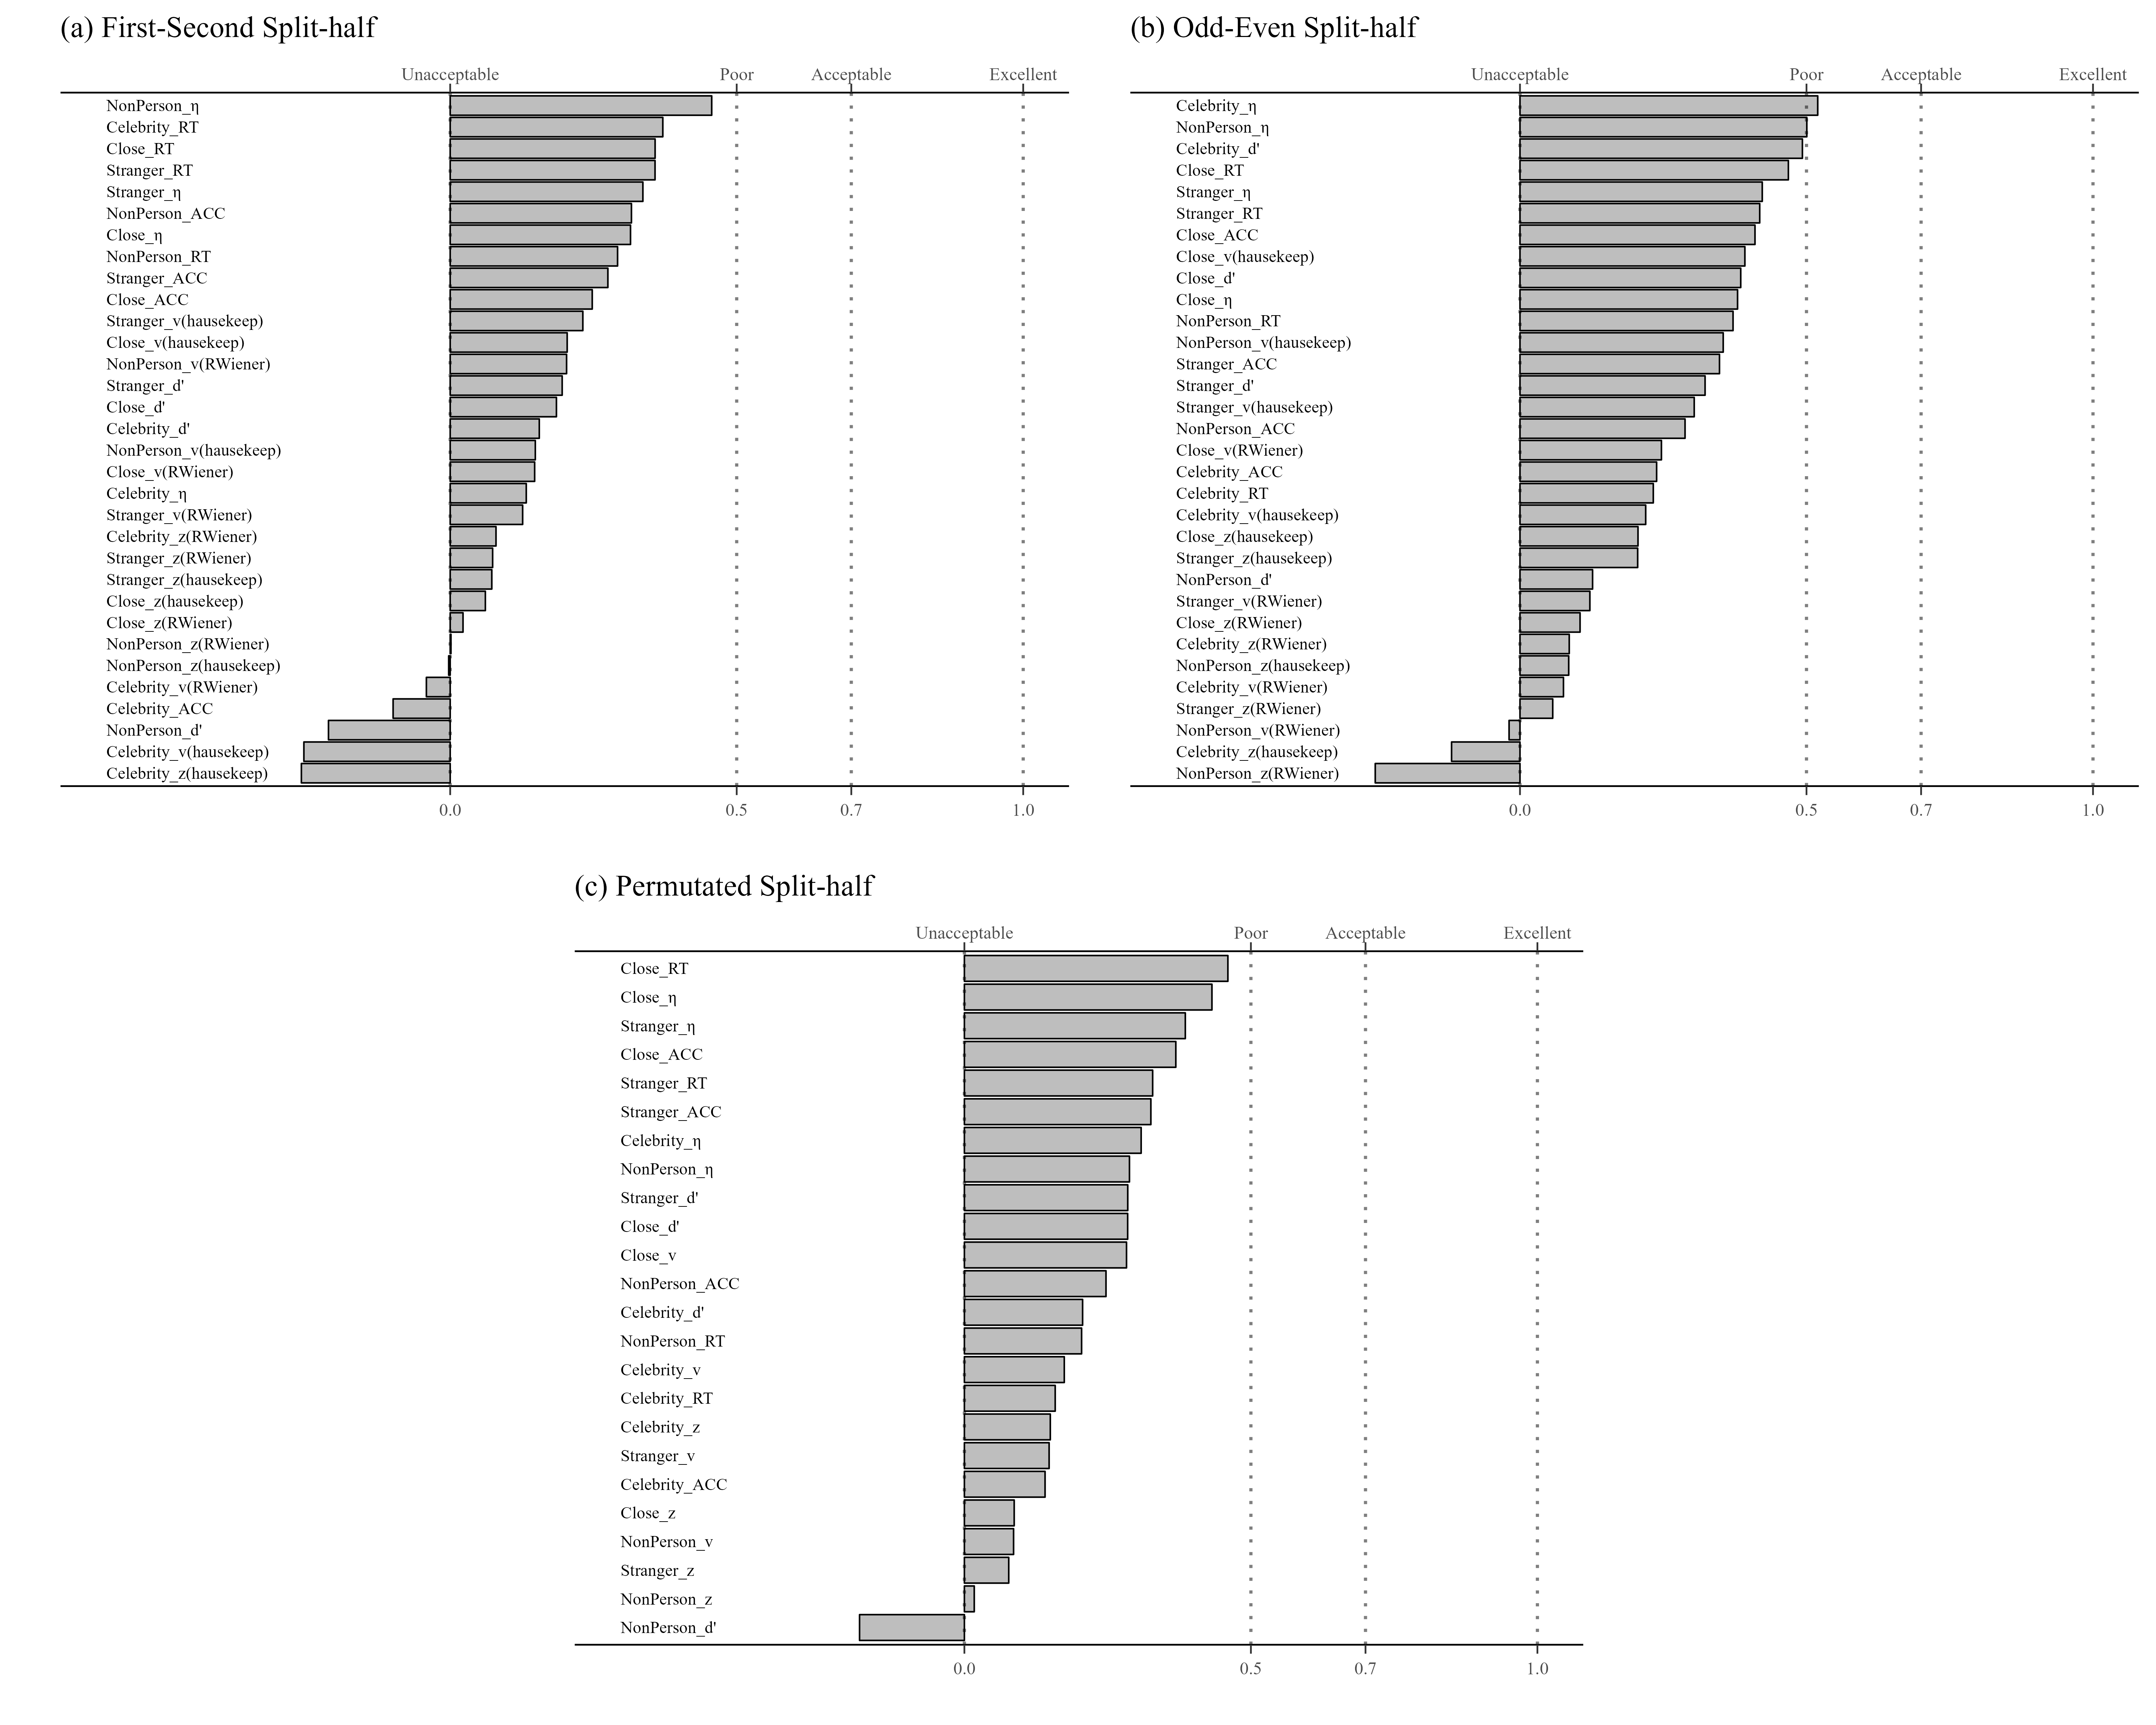 (a) First-Second Split-half
Unacceptable Poor Acceptable Excellent
NonPerson_η
Celebrity_RT
Close_RT
Stranger_RT
Stranger_η
NonPerson_ACC
Close_η
NonPerson_RT
Stranger_ACC
Close_ACC
Stranger_v(hausekeep)
Close_v(hausekeep)
NonPerson_v(RWiener)
Stranger_d'
Close_d'
Celebrity_d'
NonPerson_v(hausekeep)
Close_v(RWiener)
Celebrity_η
Stranger_v(RWiener)
Celebrity_z(RWiener)
Stranger_z(RWiener)
Stranger_z(hausekeep)
Close_z(hausekeep)
Close_z(RWiener)
NonPerson_z(RWiener)
NonPerson_z(hausekeep)
Celebrity_v(RWiener)
Celebrity_ACC
NonPerson_d'
Celebrity_v(hausekeep)
Celebrity_z(hausekeep)
0.0 0.5 0.7 1.0
(b) Odd-Even Split-half
Unacceptable Poor Acceptable Excellent
Celebrity_η
NonPerson_η
Celebrity_d'
Close_RT
Stranger_η
Stranger_RT
Close_ACC
Close_v(hausekeep)
Close_d'
Close_η
NonPerson_RT
NonPerson_v(hausekeep)
Stranger_ACC
Stranger_d'
Stranger_v(hausekeep)
NonPerson_ACC
Close_v(RWiener)
Celebrity_ACC
Celebrity_RT
Celebrity_v(hausekeep)
Close_z(hausekeep)
Stranger_z(hausekeep)
NonPerson_d'
Stranger_v(RWiener)
Close_z(RWiener)
Celebrity_z(RWiener)
NonPerson_z(hausekeep)
Celebrity_v(RWiener)
Stranger_z(RWiener)
NonPerson_v(RWiener)
Celebrity_z(hausekeep)
NonPerson_z(RWiener)
0.0 0.5 0.7 1.0
(c) Permutated Split-half
Unacceptable Poor Acceptable Excellent
Close_RT
Close_η
Stranger_η
Close_ACC
Stranger_RT
Stranger_ACC
Celebrity_η
NonPerson_η
Stranger_d'
Close_d'
Close_v
NonPerson_ACC
Celebrity_d'
NonPerson_RT
Celebrity_v
Celebrity_RT
Celebrity_z
Stranger_v
Celebrity_ACC
Close_z
NonPerson_v
Stranger_z
NonPerson_z
NonPerson_d'
0.0 0.5 0.7 1.0